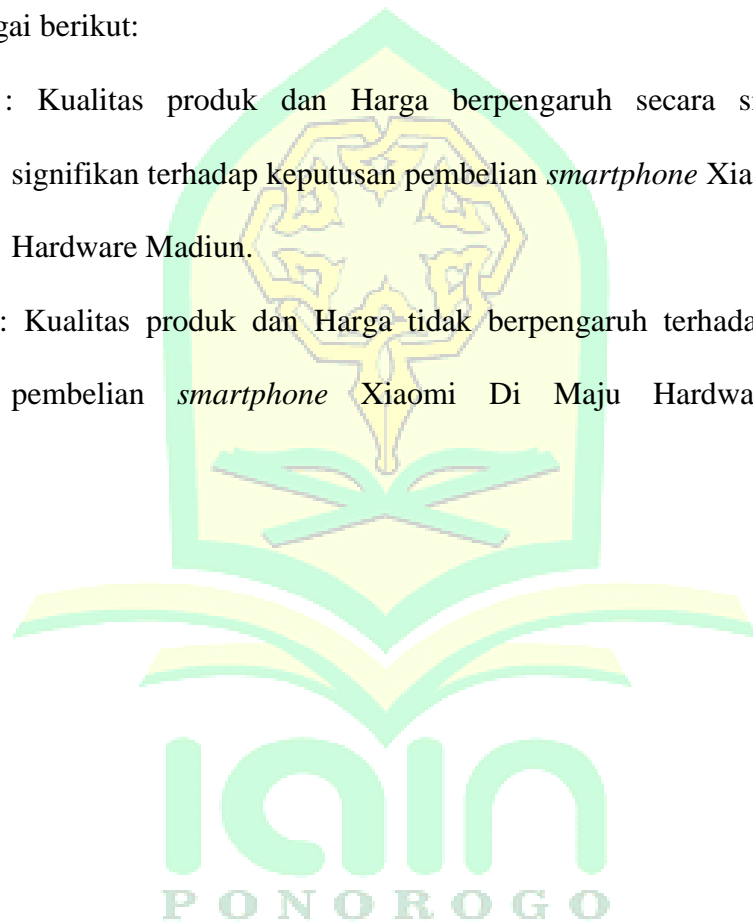 gai berikut:
: Kualitas produk dan Harga berpengaruh secara si
signifikan terhadap keputusan pembelian smartphone Xia
Hardware Madiun.
: Kualitas produk dan Harga tidak berpengaruh terhada
pembelian smartphone Xiaomi Di Maju Hardwa
iain
PONOROGO